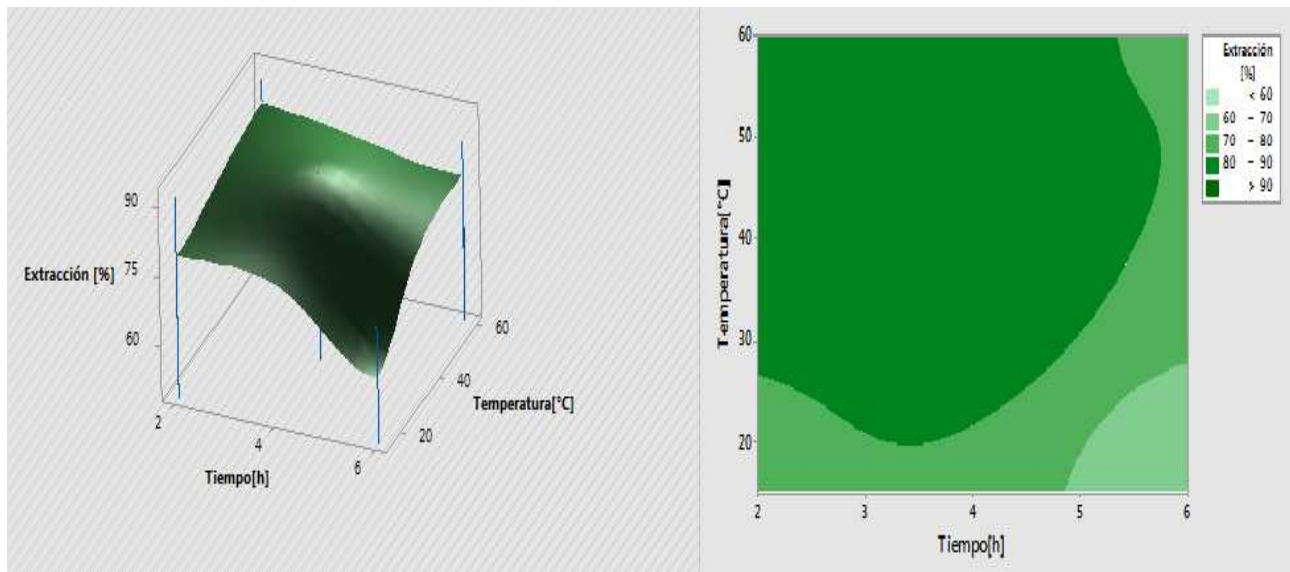 90
75
60
Extracción [%]
2
4
6
Tiempo[h]
20
40
60
Temperatura[°C]
60
50
40
30
20
Temperatura[°C]
2
3
4
5
6
Tiempo[h]
Extracción
[%]
< 60
60 - 70
70 - 80
80 - 90
> 90